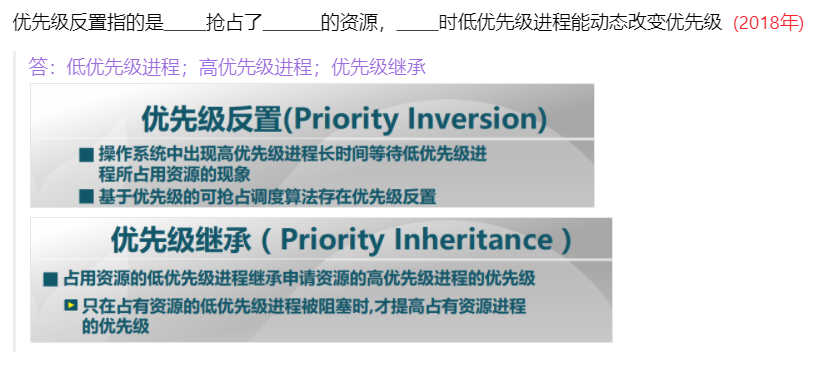 优先级反置指的是_____抢占了_______的资源，_____时低优先级进程能动态改变优先级 (2018年)
答：低优先级进程；高优先级进程；优先级继承
优先级反置(Priority Inversion)
■ 操作系统中出现高优先级进程长时间等待低优先级进
程所占用资源的现象
■ 基于优先级的可抢占调度算法存在优先级反置
优先级继承（Priority Inheritance）
■ 占用资源的低优先级进程继承申请资源的高优先级进程的优先级
只在占有资源的低优先级进程被阻塞时,才提高占有资源进程
的优先级